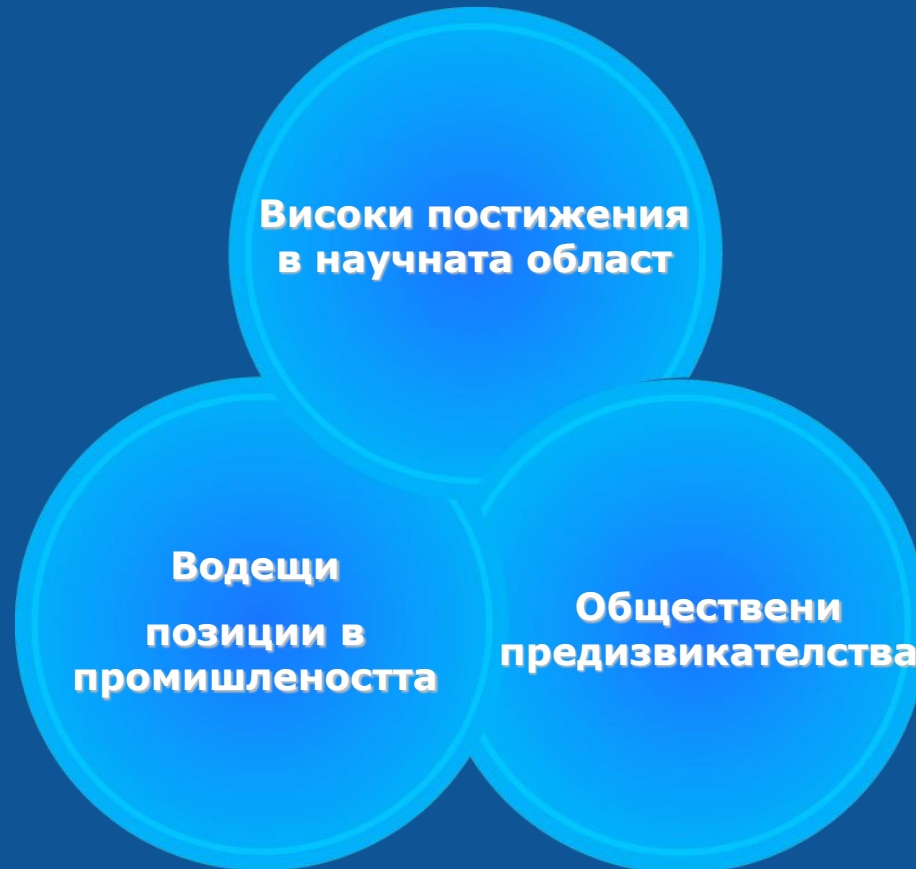 Високи постижения
в научната област
Водещи
позиции в
промишлеността
Обществени
предизвикателства